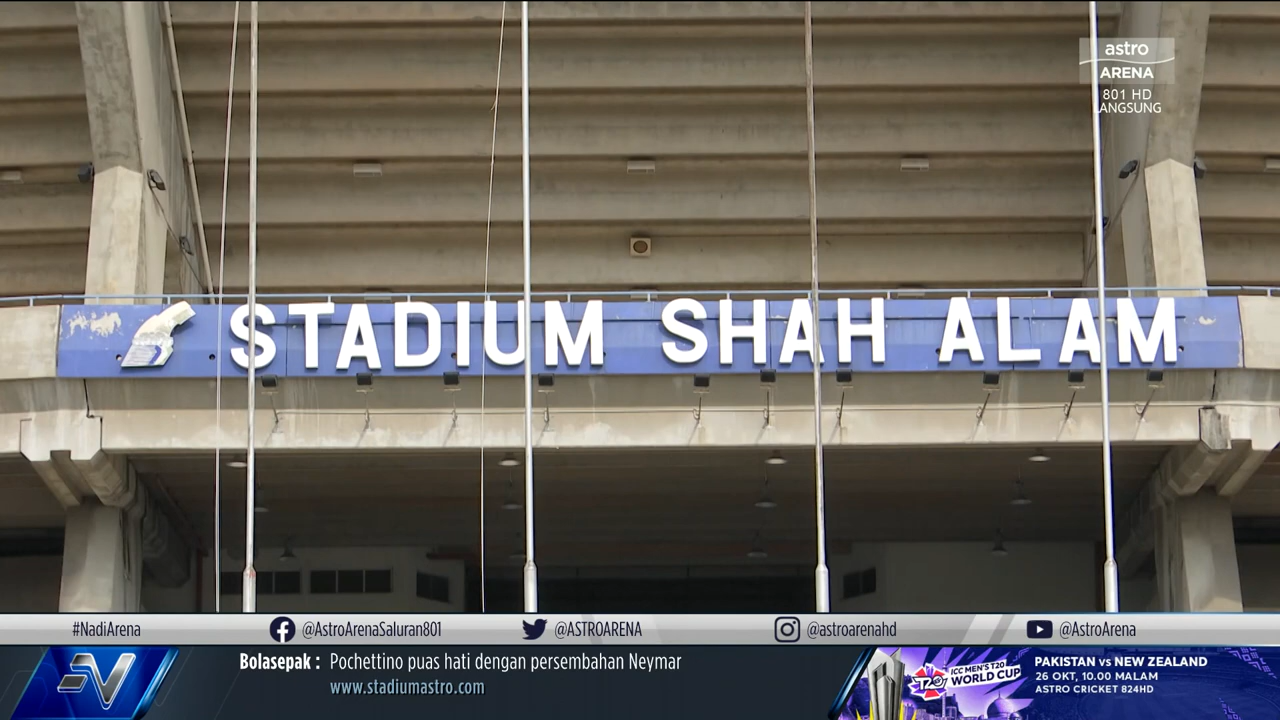 astro
ARENA
801 HD
LANGSUNG
STADIUM SHAH ALAM
#NadiArena
@AstroArenaSaluran801
@ASTROARENA
@astroarenahd
@AstroArena
Bolasepak : Pochettino puas hati dengan persembahan Neymar
www.stadiumastro.com
T20
ICC MEN'S T20
WORLD CUP
PAKISTAN vs NEW ZEALAND
26 OKT, 10.00 MALAM
ASTRO CRICKET 824HD